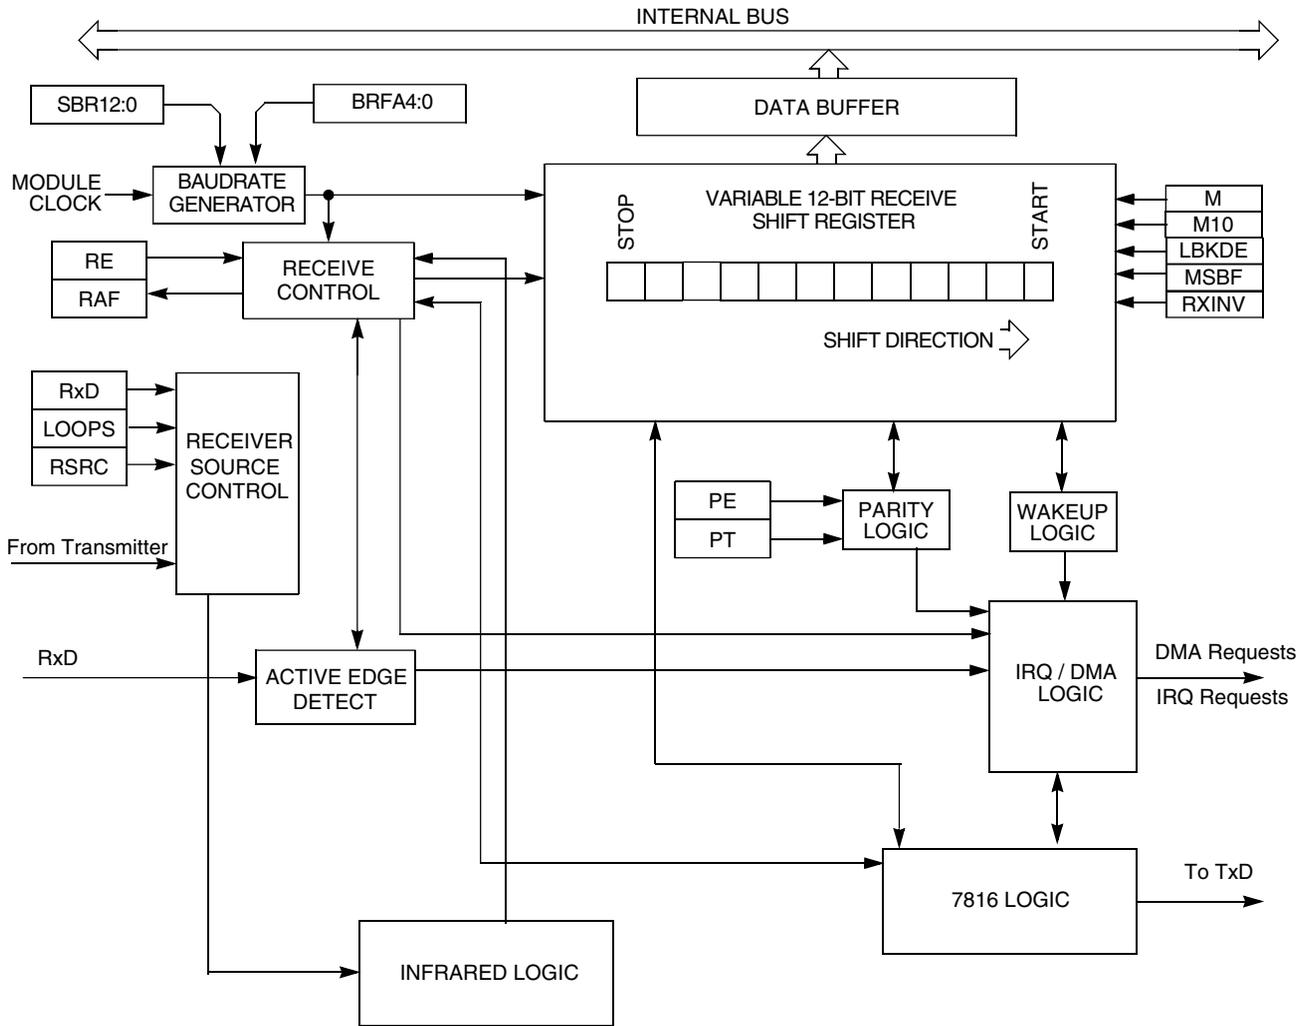 INTERNAL BUS
SBR12:0
BRFA4:0
DATA BUFFER
MODULE
CLOCK
BAUDRATE
GENERATOR
VARIABLE 12-BIT RECEIVE
SHIFT REGISTER
STOP
START
M
M10
LBKDE
MSBF
RXINV
RE
RAF
RECEIVE
CONTROL
SHIFT DIRECTION
RxD
LOOPS
RSRC
RECEIVER
SOURCE
CONTROL
From Transmitter
PE
PT
PARITY
LOGIC
WAKEUP
LOGIC
RxD
ACTIVE EDGE
DETECT
IRQ / DMA
LOGIC
DMA Requests
IRQ Requests
7816 LOGIC
To TxD
INFRARED LOGIC